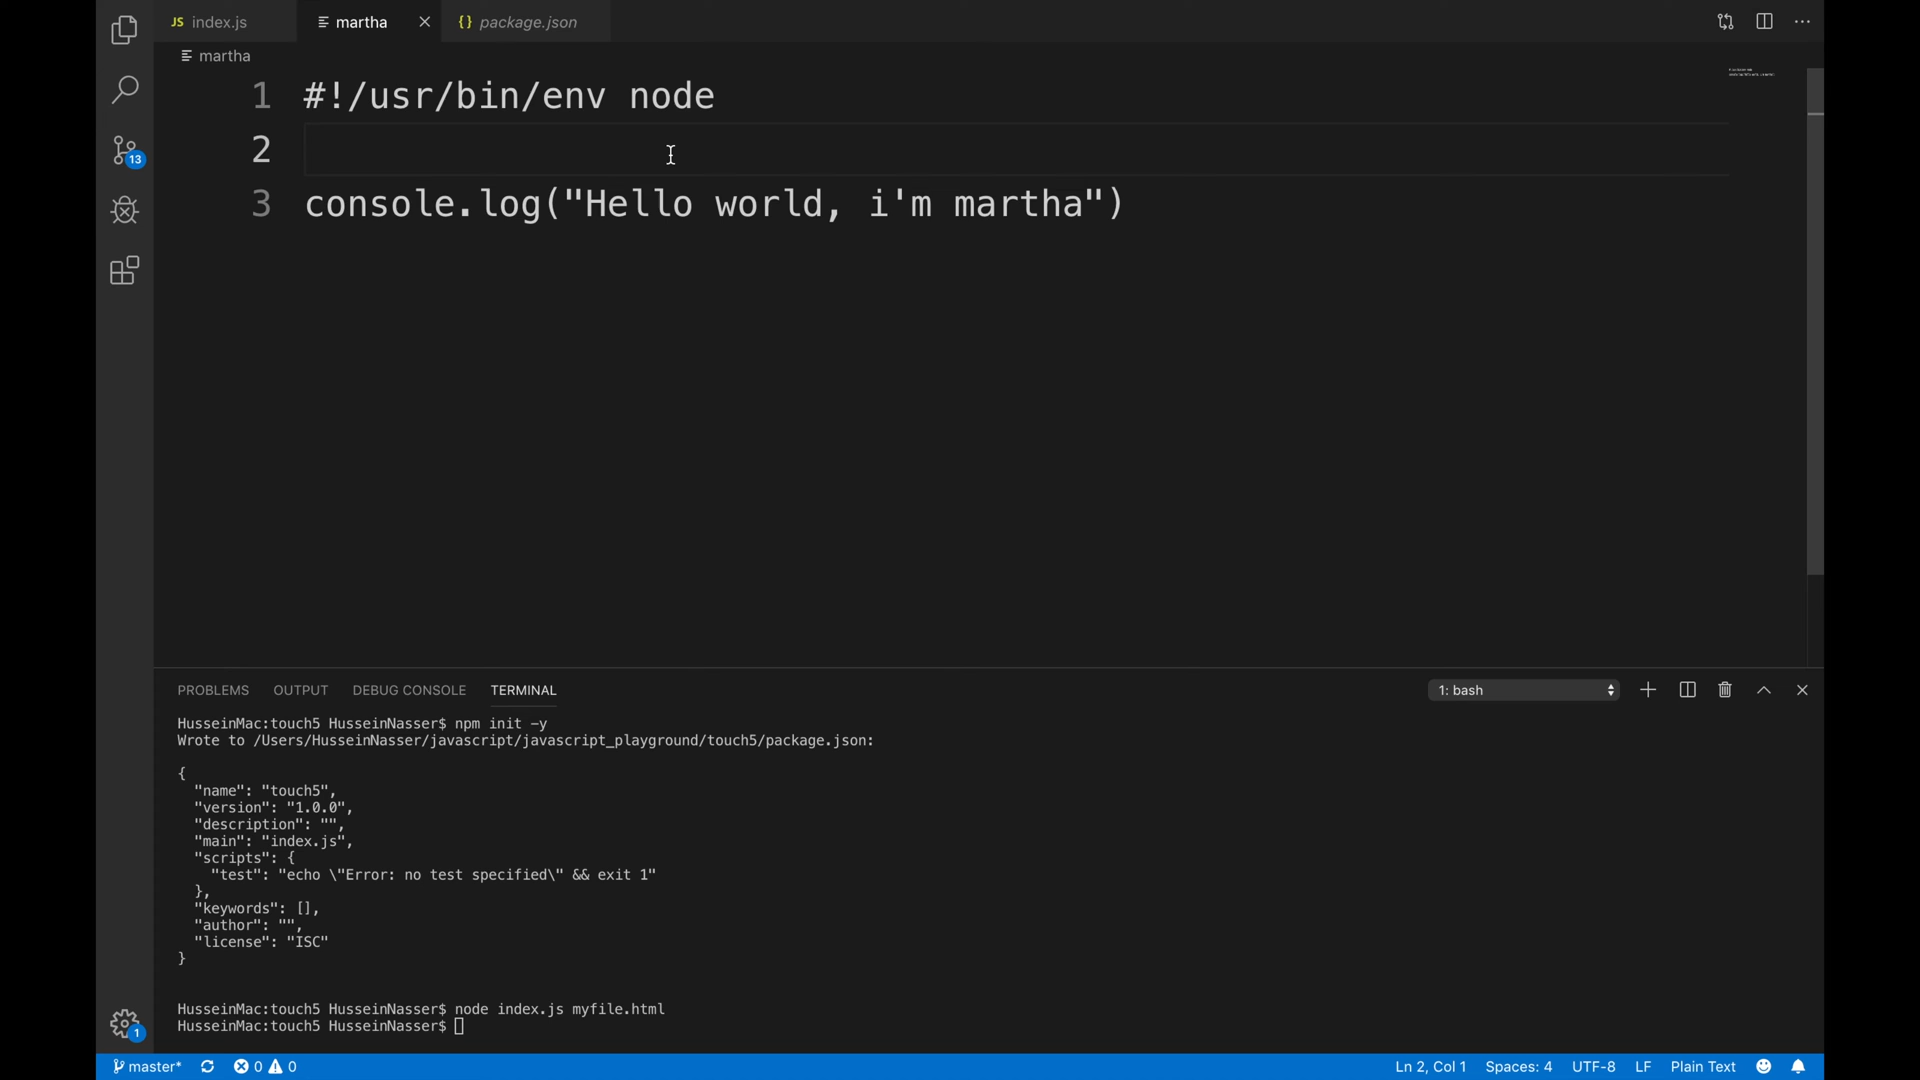 JS index.js
martha
{} package.json
martha
1 #!/usr/bin/env node
2
3 console.log("Hello world, i'm martha")
13
PROBLEMS OUTPUT DEBUG CONSOLE TERMINAL 1: bash
HusseinMac:touch5 HusseinNasser$ npm init -y
Wrote to /Users/HusseinNasser/javascript/javascript_playground/touch5/package.json:
{
"name": "touch5",
"version": "1.0.0",
"description": "",
"main": "index.js",
"scripts": {
"test": "echo \"Error: no test specified\" && exit 1"
},
"keywords": [],
"author": "",
"license": "ISC"
}
HusseinMac:touch5 HusseinNasser$ node index.js myfile.html
HusseinMac:touch5 HusseinNasser$
1
master* 0 0 Ln 2, Col 1 Spaces: 4 UTF-8 LF Plain Text